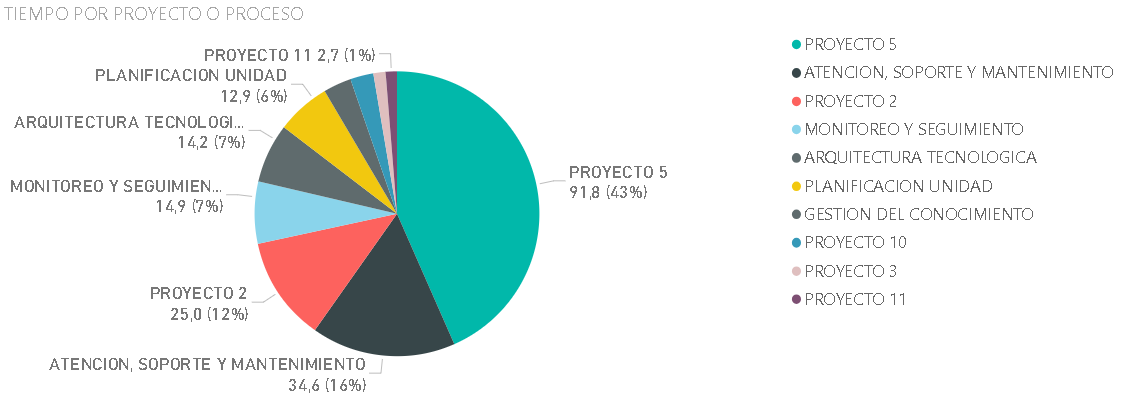 TIEMPO POR PROYECTO O PROCESO
PROYECTO 11 2,7 (1%)
PLANIFICACION UNIDAD
12,9 (6%)
ARQUITECTURA TECNOLOGI...
14,2 (7%)
MONITOREO Y SEGUIMIEN...
14,9 (7%)
PROYECTO 2
25,0 (12%)
ATENCION, SOPORTE Y MANTENIMIENTO
34,6 (16%)
PROYECTO 5
91,8 (43%)
PROYECTO 5
ATENCION, SOPORTE Y MANTENIMIENTO
PROYECTO 2
MONITOREO Y SEGUIMIENTO
ARQUITECTURA TECNOLOGICA
PLANIFICACION UNIDAD
GESTION DEL CONOCIMIENTO
PROYECTO 10
PROYECTO 3
PROYECTO 11